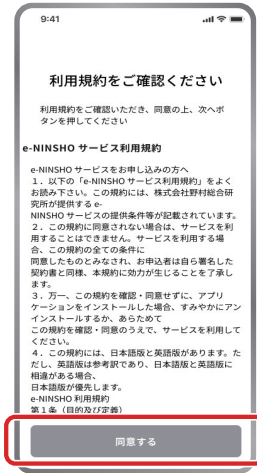 9:41
利用規約をご確認ください
利用規約をご確認いただき、同意の上、次へボ
タンを押してください
e-NINSHO サービス利用規約
e-NINSHO サービスをお申し込みの方へ
１．以下の「e-NINSHO サービス利用規約」をよく
お読み下さい。この規約には、株式会社野村総合研
究所が提供する e-
NINSHO サービスの提供条件等が記載されています。
２．この規約に同意されない場合は、サービスを利
用することはできません。サービスを利用する場
合、この規約の全ての条件に
同意したものとみなされ、お申込者は自ら署名した
契約書と同様、本規約に効力が生じることを了承し
ます。
３．万一、この規約を確認・同意せずに、アプリ
ケーションをインストールした場合、すみやかにアン
インストールするか、あらためて
この規約を確認・同意のうえで、サービスを利用して
ください。
４．この規約には、日本語版と英語版があります。た
だし、英語版は参考訳であり、日本語版と英語版に
相違がある場合、
日本語版が優先します。
e-NINSHO 利用規約
第１条（目的及び定義）
同意する